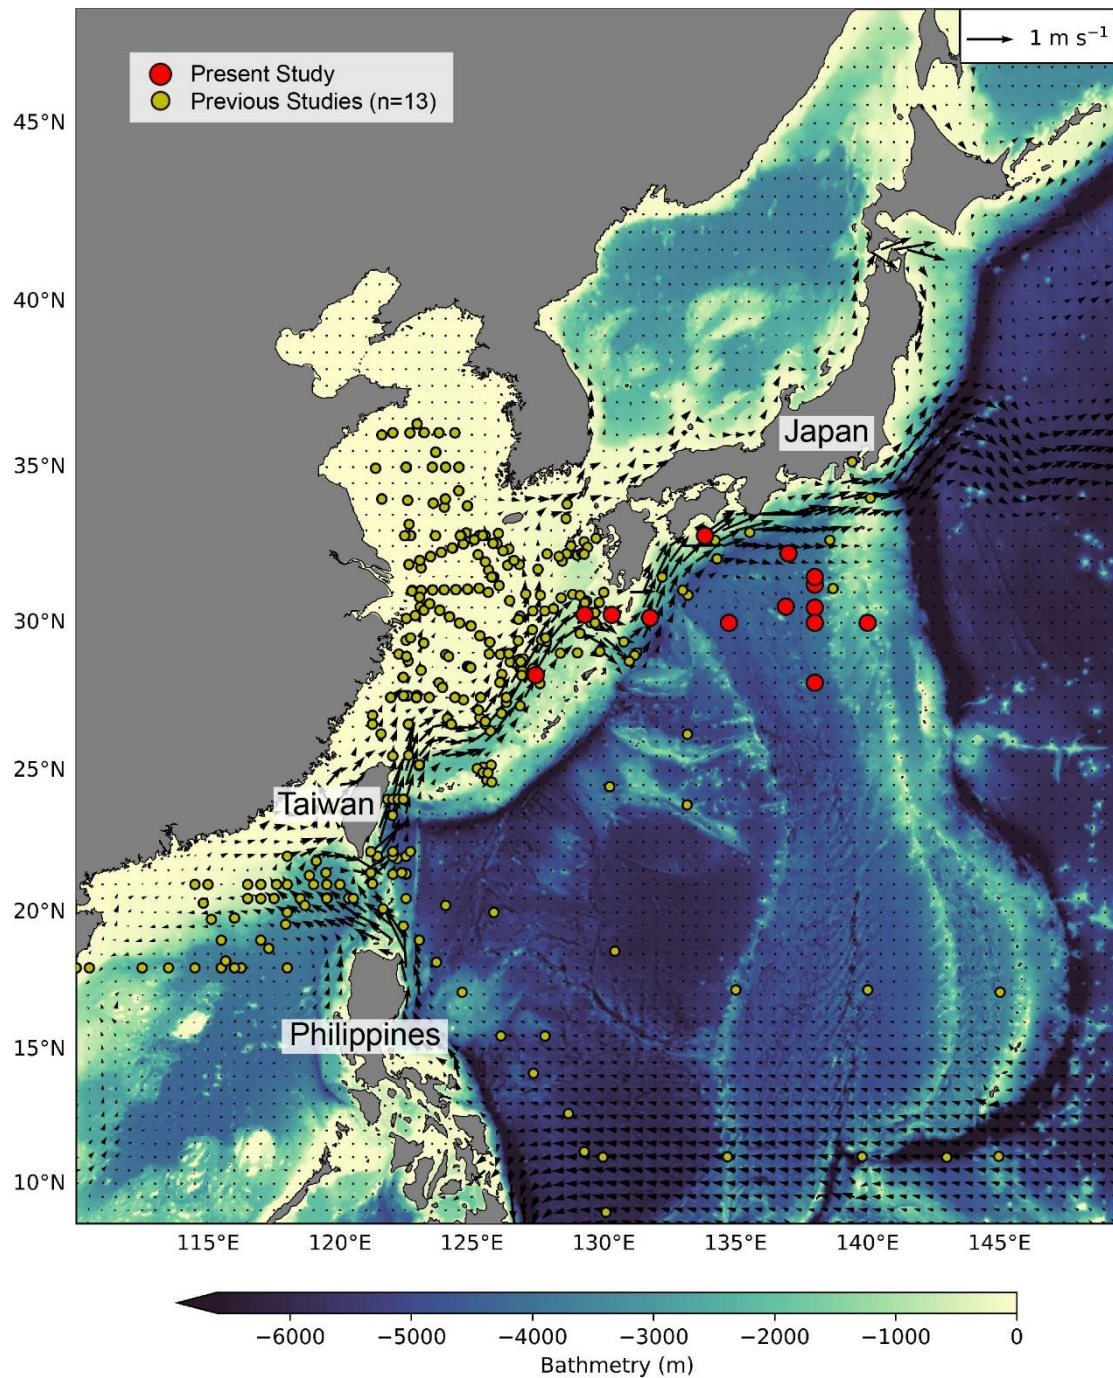 1 m s⁻¹
Present Study
Previous Studies (n=13)
45°N
40°N
35°N
30°N
25°N
20°N
15°N
10°N
Japan
Taiwan
Philippines
115°E 120°E 125°E 130°E 135°E 140°E 145°E
−6000 −5000 −4000 −3000 −2000 −1000 0
Bathmetry (m)